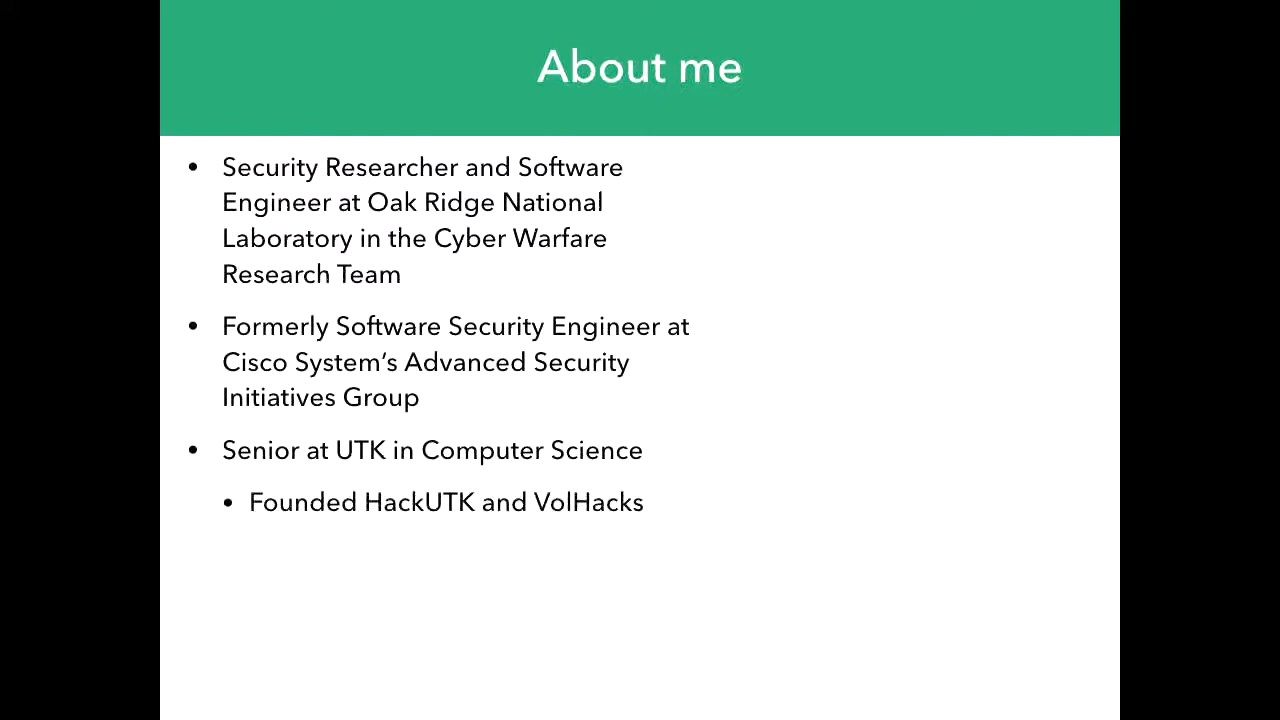 About me
• Security Researcher and Software
Engineer at Oak Ridge National
Laboratory in the Cyber Warfare
Research Team
• Formerly Software Security Engineer at
Cisco System’s Advanced Security
Initiatives Group
• Senior at UTK in Computer Science
• Founded HackUTK and VolHacks